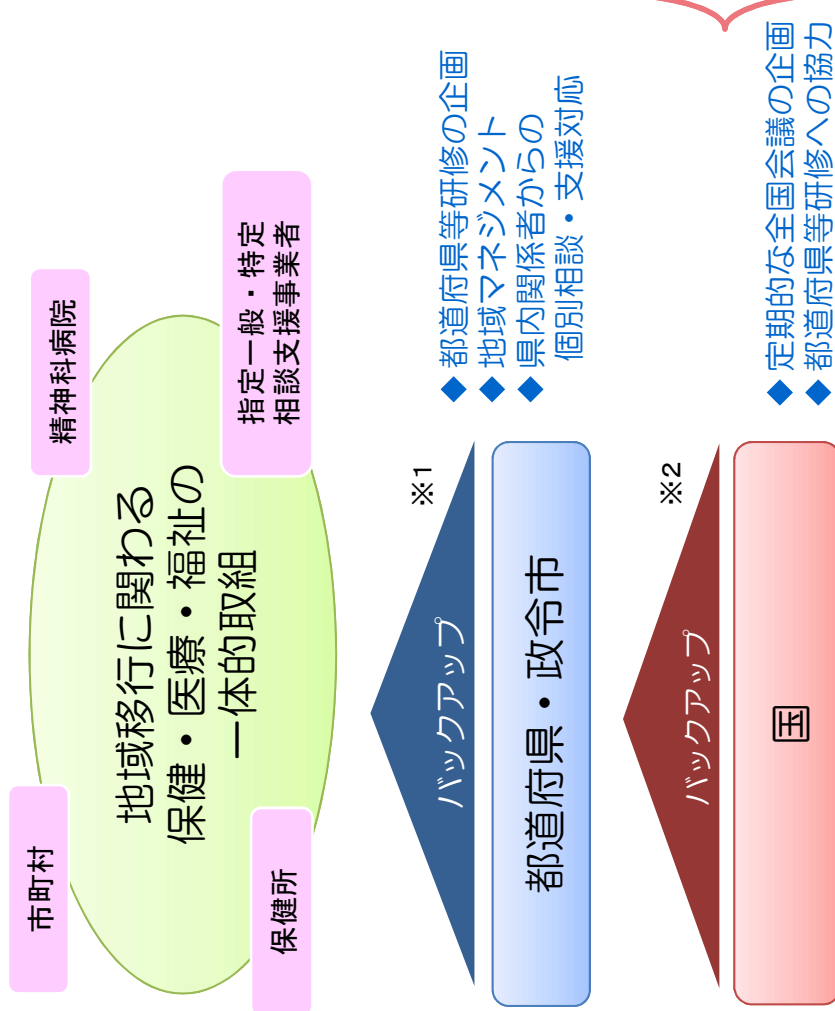 市町村
精神科病院
地域移行に関わる
保健・医療・福祉の
一体的取組
保健所
指定一般・特定
相談支援事業者
バックアップ
※1
都道府県・政令市
◆都道府県等研修の企画
◆地域マネジメント
◆県内関係者からの
個別相談・支援対応
バックアップ
※2
国
◆定期的な全国会議の企画
◆都道府県等研修への協力